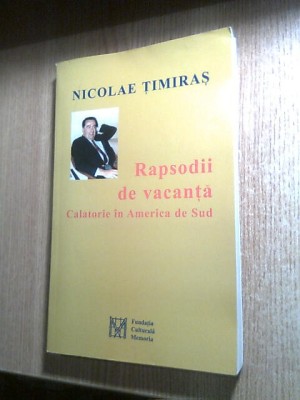 NICOLAE ȚIMIRAȘ
Rapsodii
de vacanță
Calatorie în America de Sud
Fundația
Culturală
Memoria